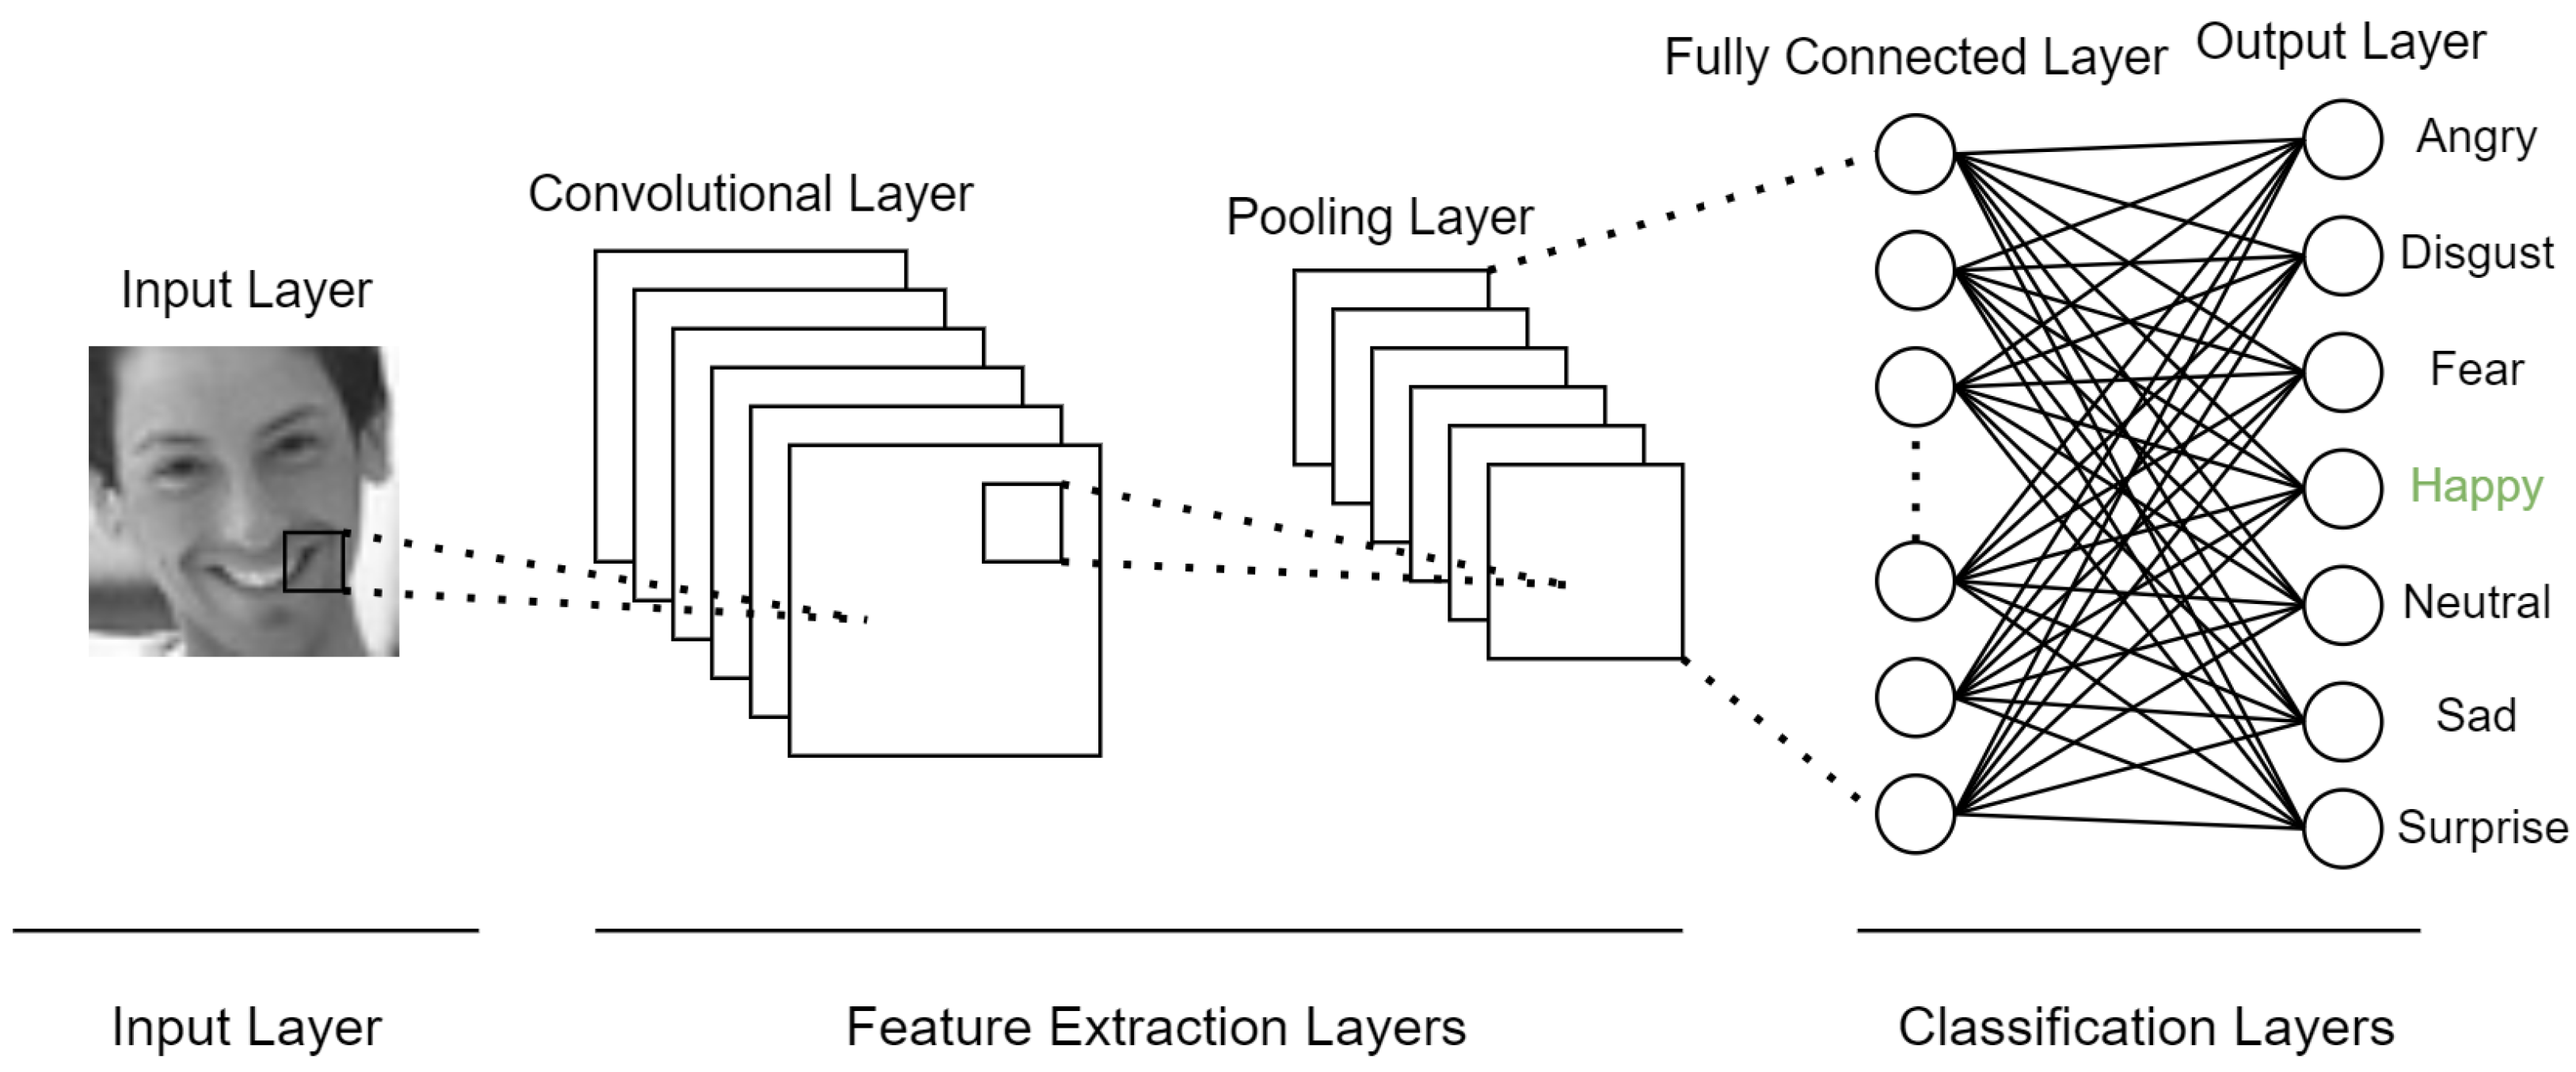 Input Layer
Convolutional Layer
Pooling Layer
Fully Connected Layer
Output Layer
Angry
Disgust
Fear
Happy
Neutral
Sad
Surprise
Input Layer
Feature Extraction Layers
Classification Layers